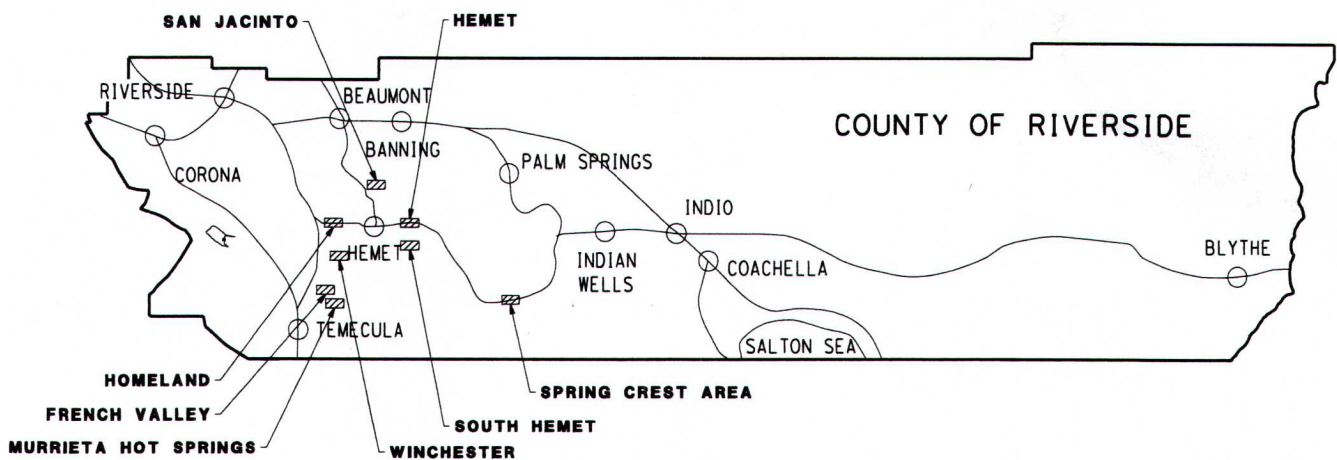 SAN JACINTO
HEMET
RIVERSIDE
BEAUMONT
COUNTY OF RIVERSIDE
BANNING
PALM SPRINGS
CORONA
INDIO
HEMET
INDIAN
WELLS
COACHELLA
BLYTHE
TEMECULA
SALTON SEA
HOMELAND
SPRING CREST AREA
FRENCH VALLEY
SOUTH HEMET
MURRIETA HOT SPRINGS
WINCHESTER